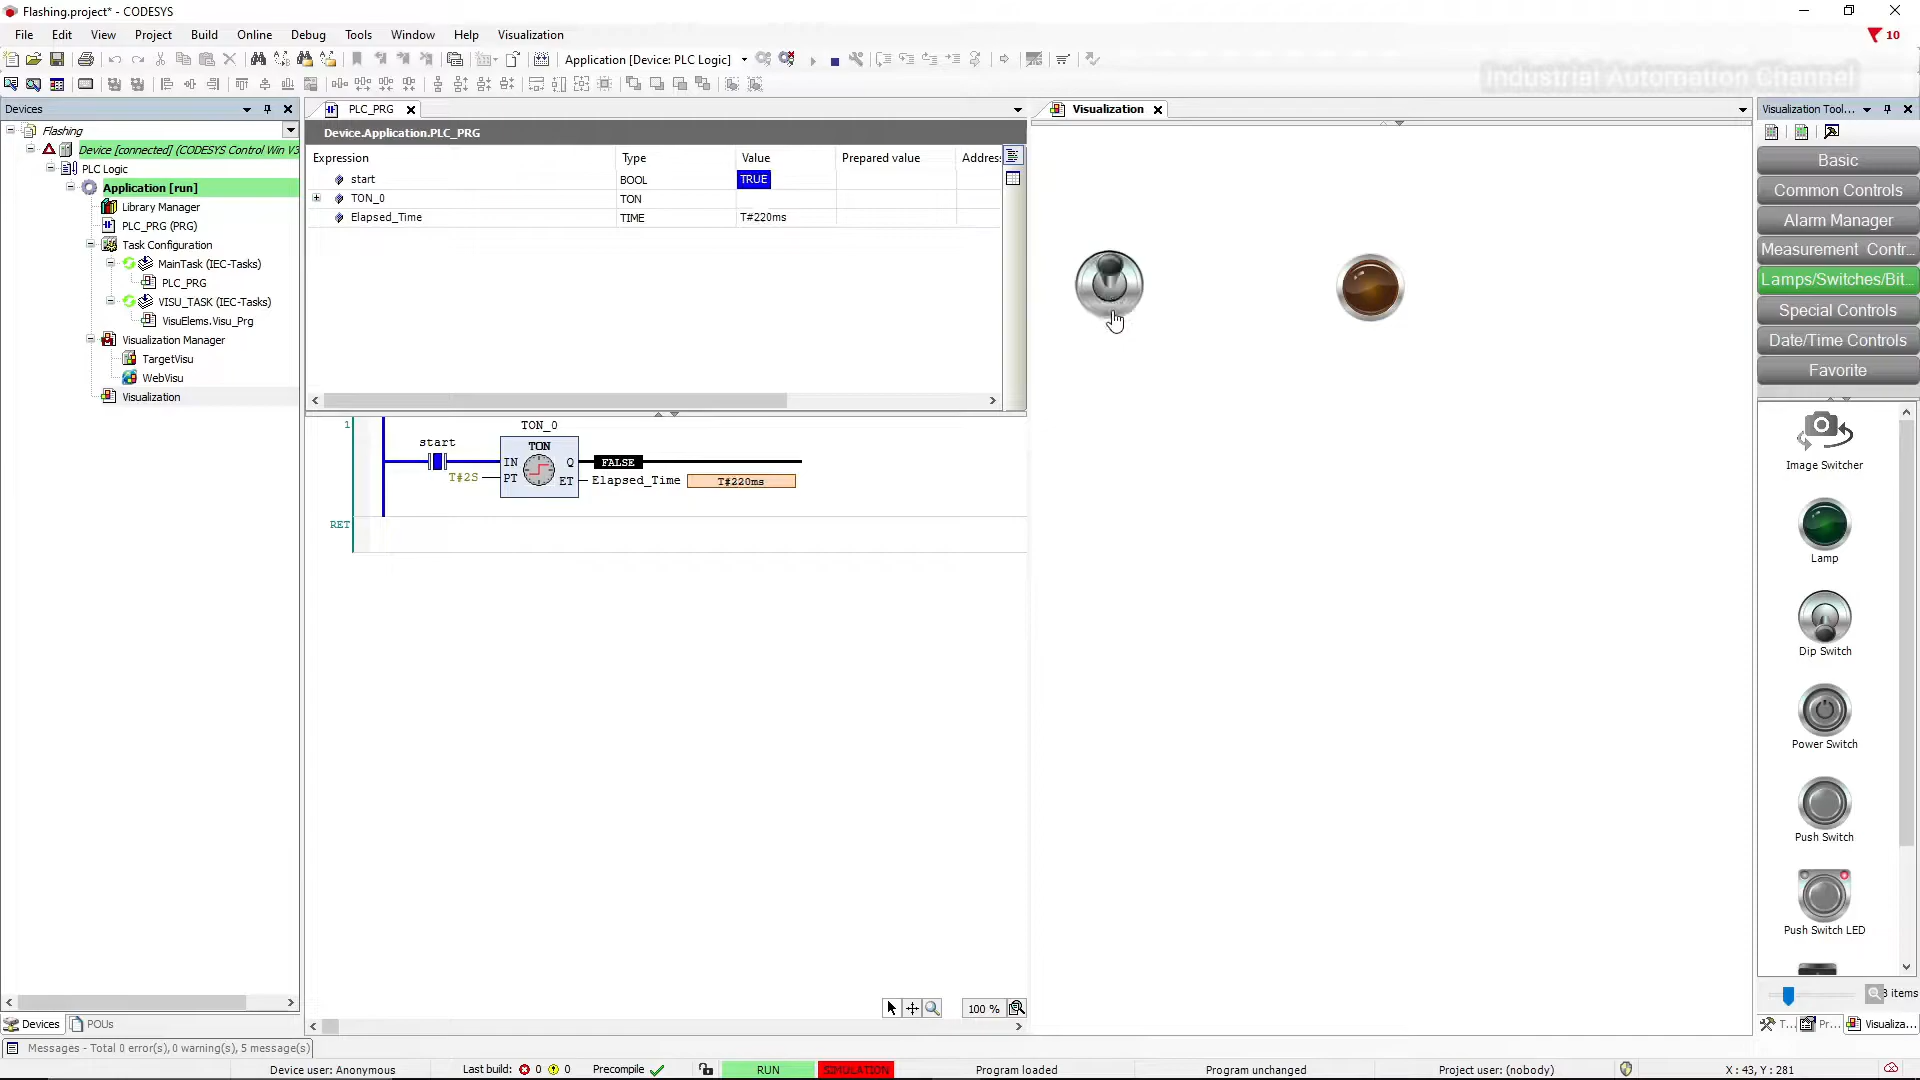 Flashing.project* - CODESYS
File Edit View Project Build Online Debug Tools Window Help Visualization
10
Application [Device: PLC Logic]
Industrial Automation Channel
Devices
Flashing
Device [connected] (CODESYS Control Win V3
PLC Logic
Application [run]
Library Manager
PLC_PRG (PRG)
Task Configuration
MainTask (IEC-Tasks)
PLC_PRG
VISU_TASK (IEC-Tasks)
VisuElems.Visu_Prg
Visualization Manager
TargetVisu
WebVisu
Visualization
Devices POUs
PLC_PRG
Device.Application.PLC_PRG
Expression Type Value Prepared value Address
start BOOL TRUE
TON_0 TON
Elapsed_Time TIME T#220ms
1
TON_0
start TON
IN Q FALSE
T#2S PT ET Elapsed_Time T#220ms
RET
100 %
Visualization
Visualization Tool...
Basic
Common Controls
Alarm Manager
Measurement Contr...
Lamps/Switches/Bit...
Special Controls
Date/Time Controls
Favorite
Image Switcher
Lamp
Dip Switch
Power Switch
Push Switch
Push Switch LED
3 items
T... Pr... Visualiza...
Messages - Total 0 error(s), 0 warning(s), 5 message(s)
Device user: Anonymous Last build: 0 0 Precompile RUN SIMULATION Program loaded Program unchanged Project user: (nobody) X: 43, Y: 281